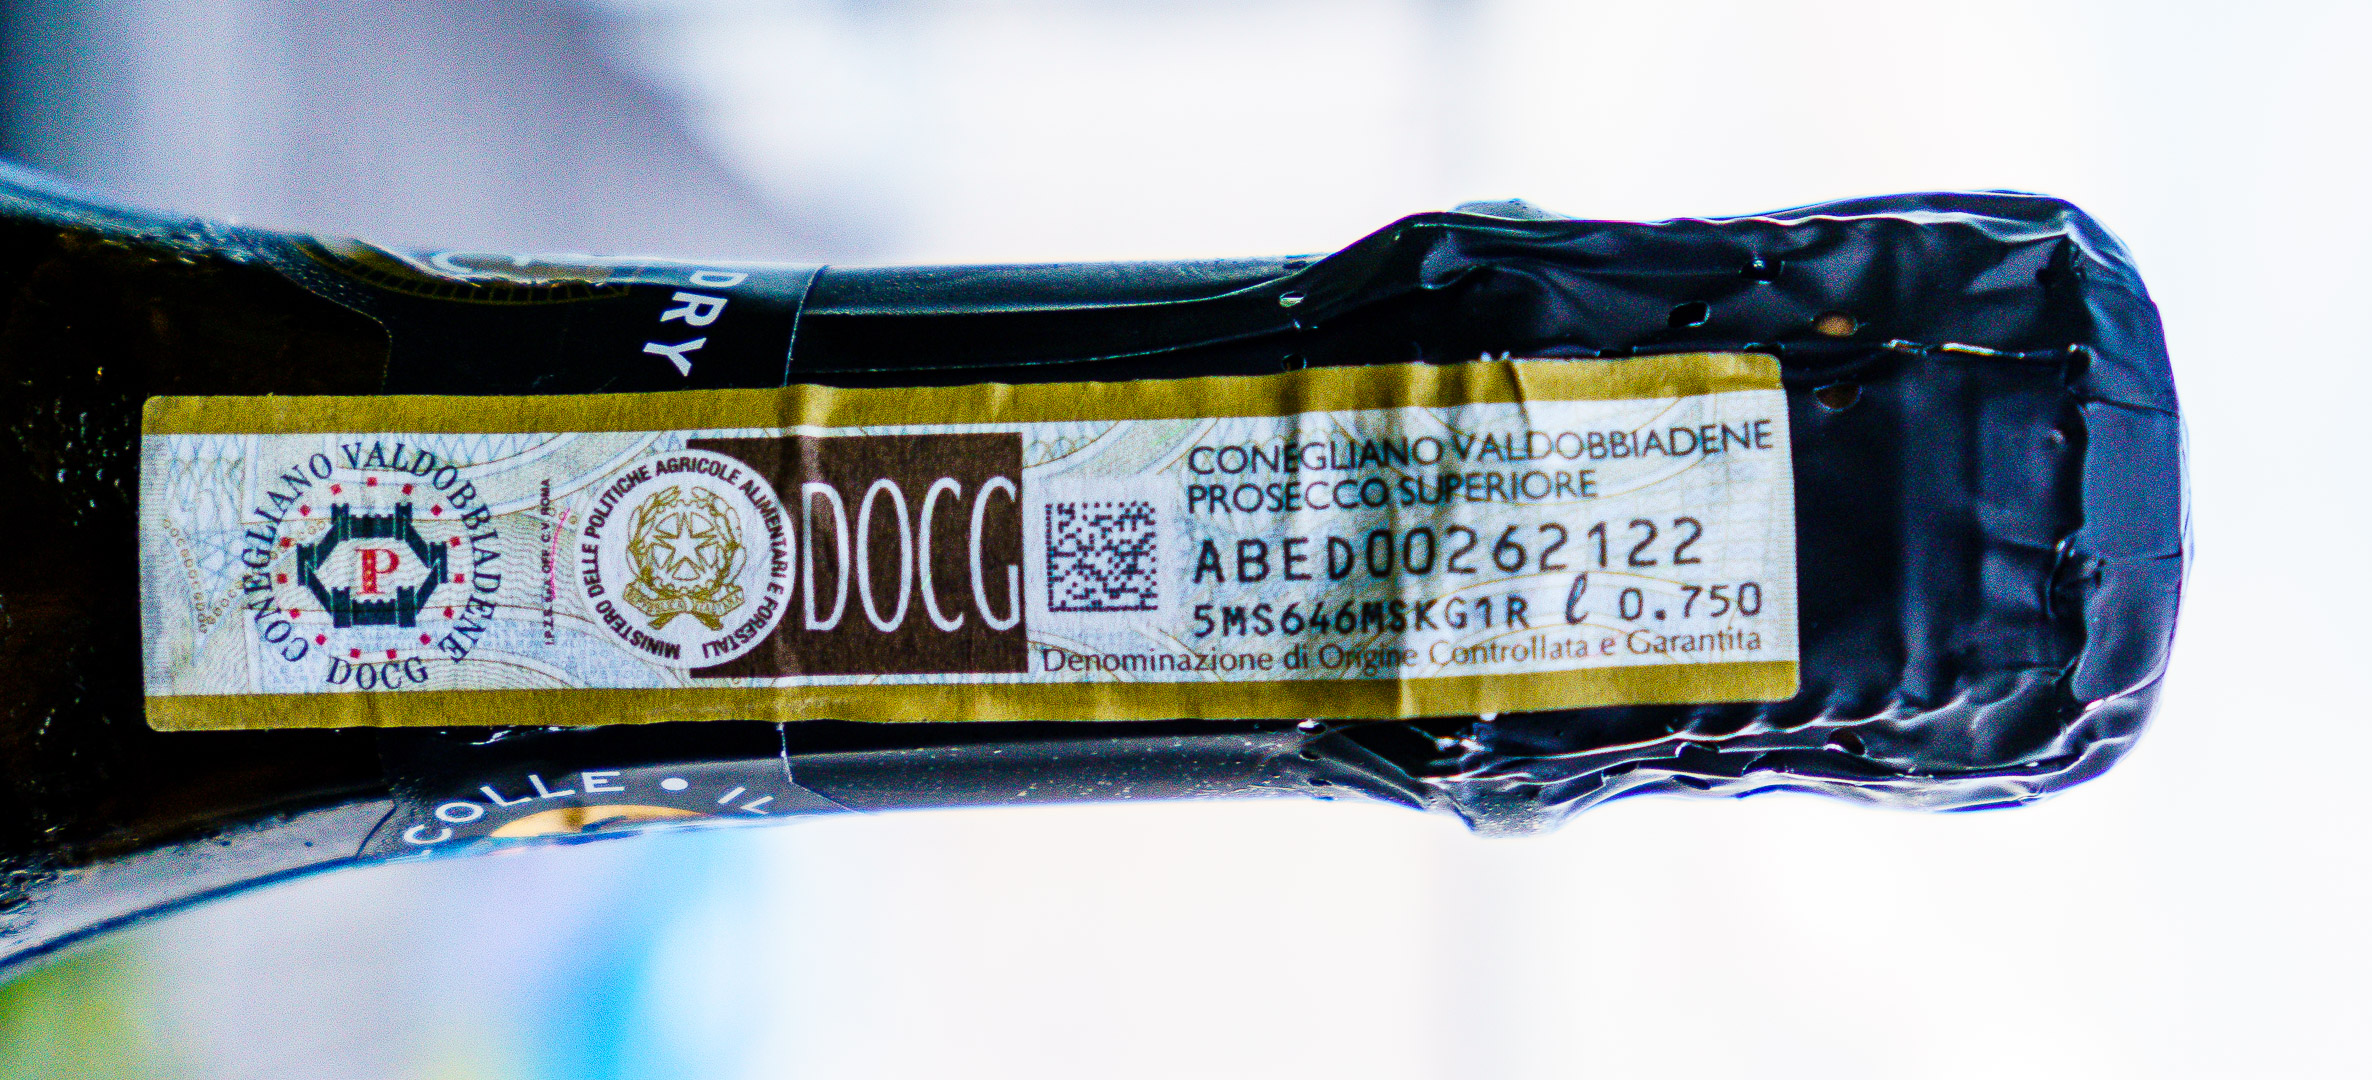 DRY
CONEGLIANO VALDOBBIADENE
DOCG
P
MINISTERO DELLE POLITICHE AGRICOLE ALIMENTARI E FORESTALI
DOCG
CONEGLIANO VALDOBBIADENE
PROSECCO SUPERIORE
ABED00262122
5MS646MSKG1R ℓ 0.750
Denominazione di Origine Controllata e Garantita
COLLE • IL